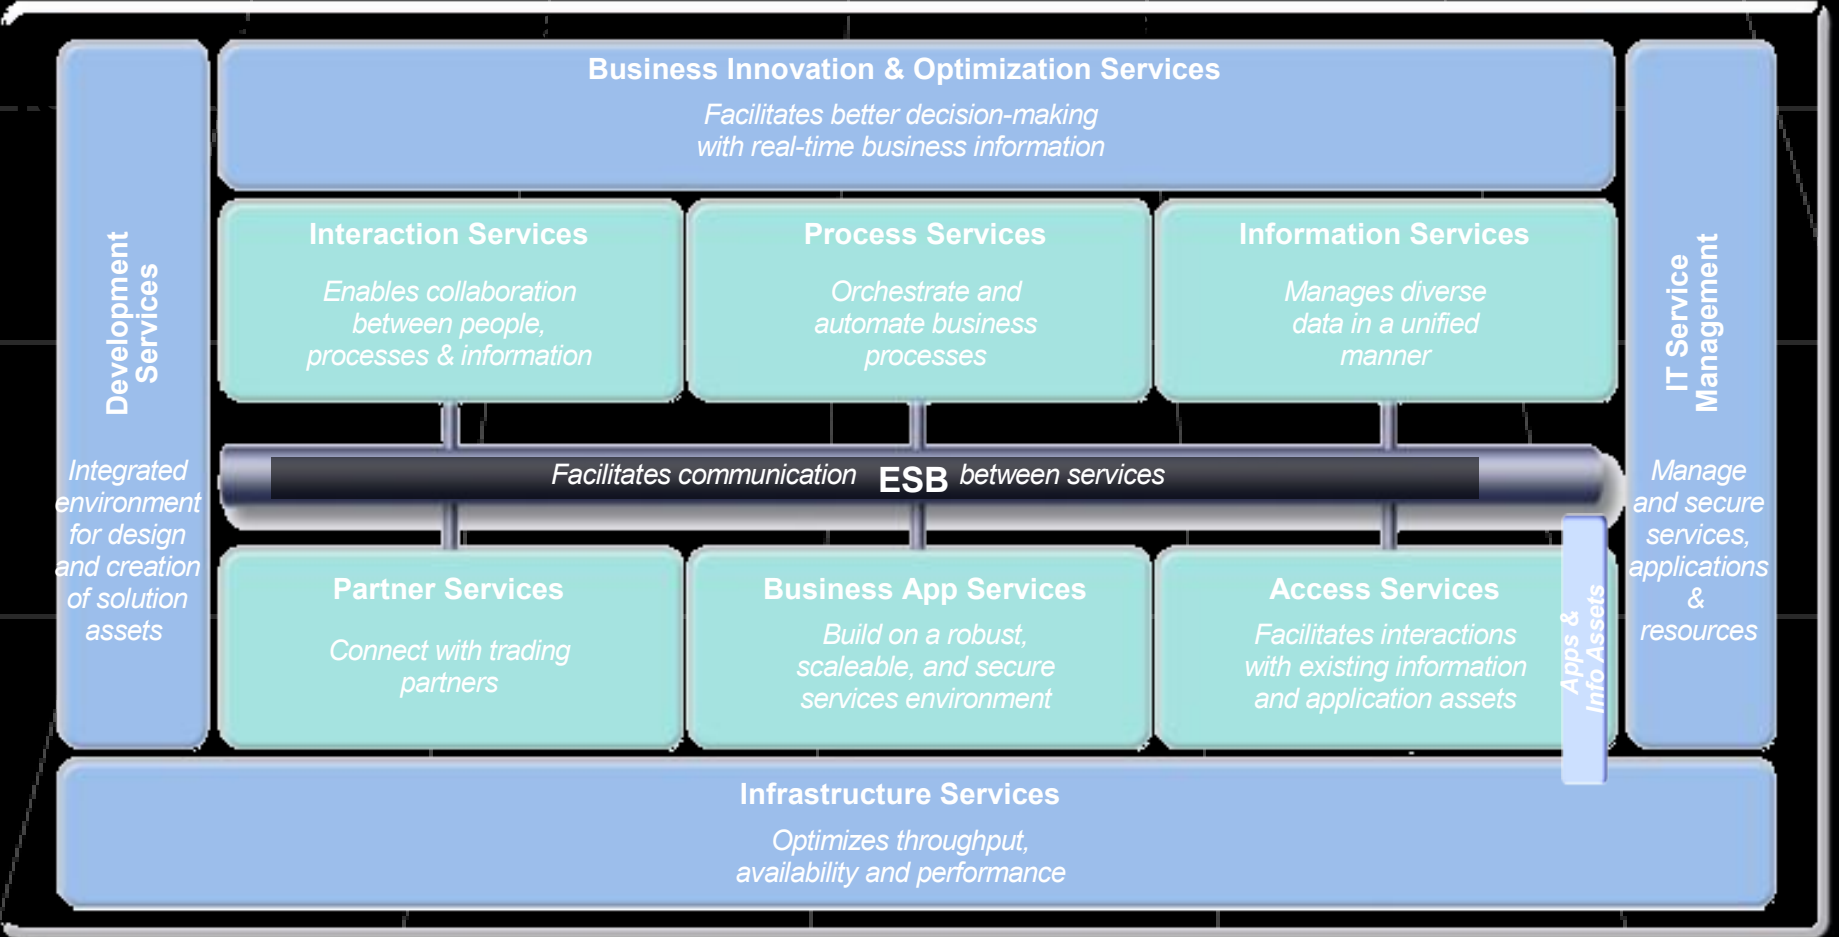 Business Innovation & Optimization Services
Facilitates better decision-making
with real-time business information
Development
Services
Integrated
environment
for design
and creation
of solution
assets
Interaction Services
Enables collaboration
between people,
processes & information
Process Services
Orchestrate and
automate business
processes
Information Services
Manages diverse
data in a unified
manner
IT Service
Management
Manage
and secure
services,
applications
&
resources
Facilitates communication ESB between services
Partner Services
Connect with trading
partners
Business App Services
Build on a robust,
scaleable, and secure
services environment
Access Services
Facilitates interactions
with existing information
and application assets
Apps &
Info Assets
Infrastructure Services
Optimizes throughput,
availability and performance